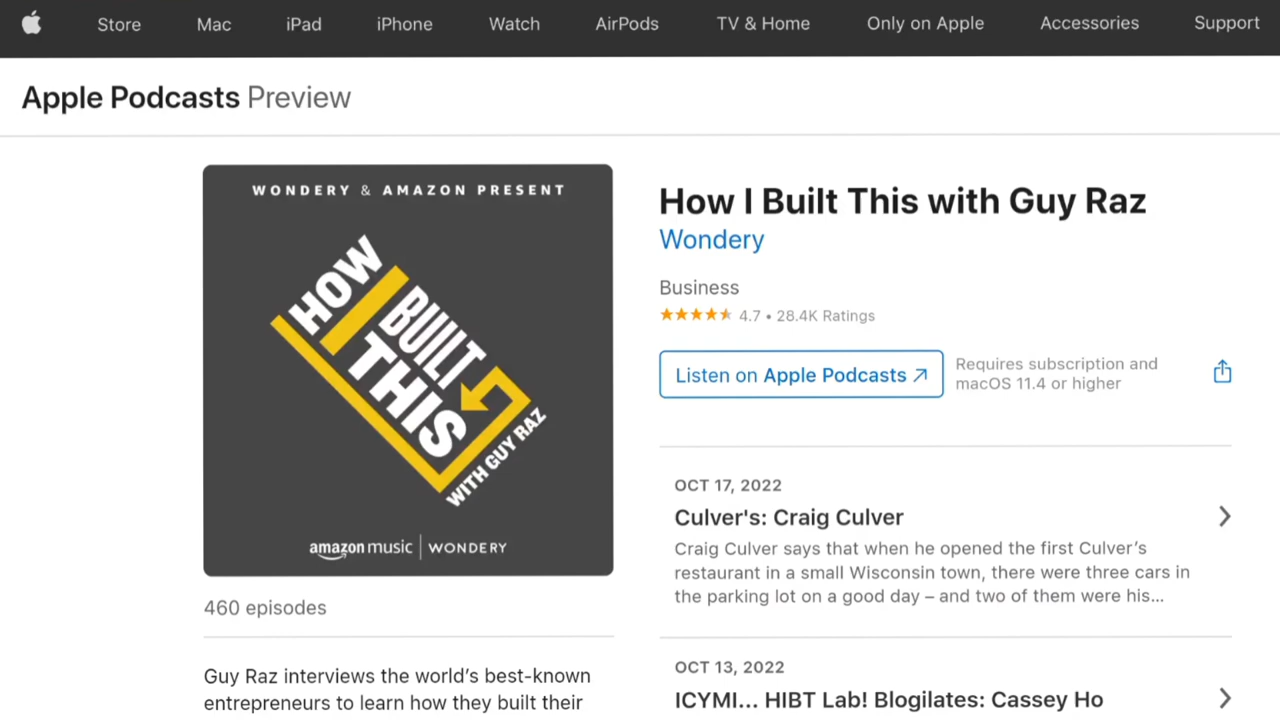 Store Mac iPad iPhone Watch AirPods TV & Home Only on Apple Accessories Support
Apple Podcasts Preview
WONDERY & AMAZON PRESENT
HOW
I BUILT
THIS
WITH GUY RAZ
amazon music | WONDERY
460 episodes
Guy Raz interviews the world’s best-known
entrepreneurs to learn how they built their
How I Built This with Guy Raz
Wondery
Business
4.7 • 28.4K Ratings
Listen on Apple Podcasts ↗
Requires subscription and
macOS 11.4 or higher
OCT 17, 2022
Culver's: Craig Culver
Craig Culver says that when he opened the first Culver’s
restaurant in a small Wisconsin town, there were three cars in
the parking lot on a good day – and two of them were his...
OCT 13, 2022
ICYMI... HIBT Lab! Blogilates: Cassey Ho